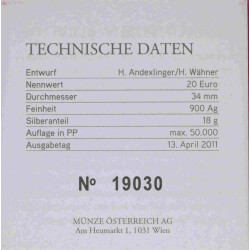 TECHNISCHE DATEN
Entwurf H. Andexlinger/H. Wähner
Nennwert 20 Euro
Durchmesser 34 mm
Feinheit 900 Ag
Silberanteil 18 g
Auflage in PP max. 50.000
Ausgabetag 13. April 2011
Nº 19030
MÜNZE ÖSTERREICH AG
Am Heumarkt 1, 1031 Wien